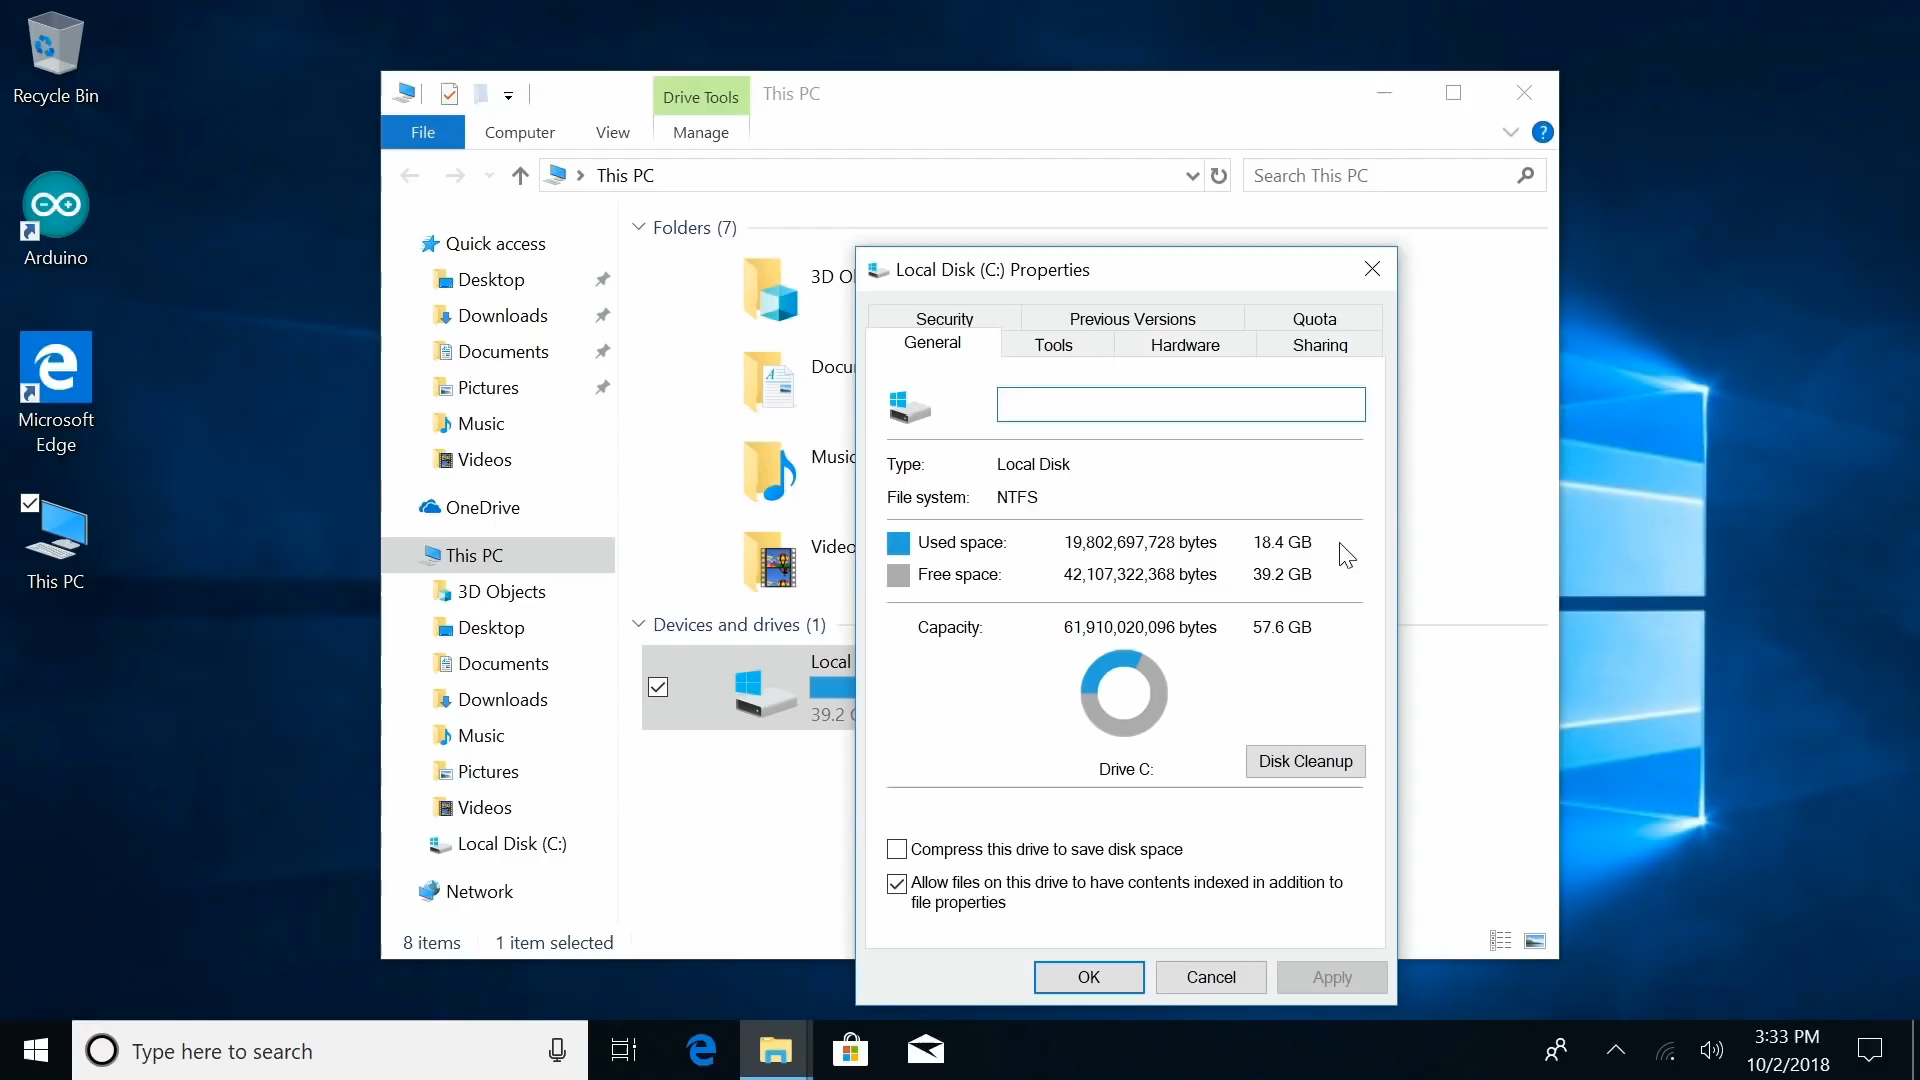 Recycle Bin
Arduino
Microsoft
Edge
This PC
Drive Tools
This PC
File
Computer
View
Manage
?
This PC
Search This PC
Quick access
Desktop
Downloads
Documents
Pictures
Music
Videos
OneDrive
This PC
3D Objects
Desktop
Documents
Downloads
Music
Pictures
Videos
Local Disk (C:)
Network
8 items
1 item selected
Folders (7)
3D O
Docu
Music
Video
Devices and drives (1)
Local
39.2
Local Disk (C:) Properties
Security
Previous Versions
Quota
General
Tools
Hardware
Sharing
Type: Local Disk
File system: NTFS
Used space: 19,802,697,728 bytes 18.4 GB
Free space: 42,107,322,368 bytes 39.2 GB
Capacity: 61,910,020,096 bytes 57.6 GB
Drive C:
Disk Cleanup
Compress this drive to save disk space
Allow files on this drive to have contents indexed in addition to
file properties
OK
Cancel
Apply
Type here to search
3:33 PM
10/2/2018